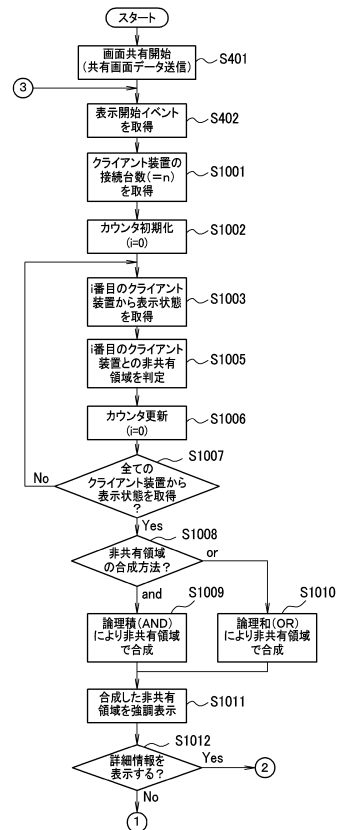 スタート
画面共有開始
(共有画面データ送信)
S401
3
表示開始イベント
を取得
S402
クライアント装置の
接続台数(=n)
を取得
S1001
カウンタ初期化
(i=0)
S1002
i番目のクライアント
装置から表示状態
を取得
S1003
i番目のクライアント
装置との非共有
領域を判定
S1005
カウンタ更新
(i=0)
S1006
S1007
No
全ての
クライアント装置から
表示状態を取得
?
Yes
S1008
非共有領域
の合成方法?
or
and
S1009
S1010
論理積(AND)
により非共有領域
で合成
論理和(OR)
により非共有領域
で合成
合成した非共有
領域を強調表示
S1011
S1012
詳細情報を
表示する?
Yes
2
No
1